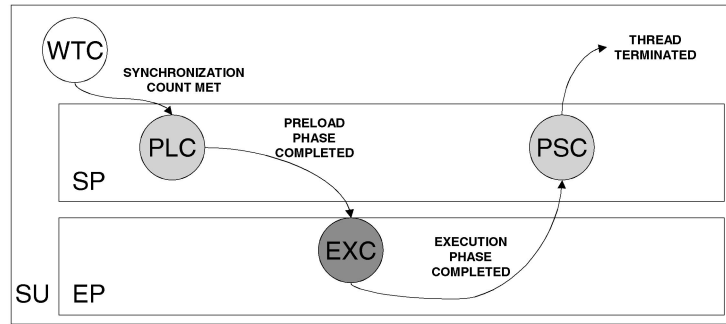 WTC
SYNCHRONIZATION
COUNT MET
THREAD
TERMINATED
PLC
PRELOAD
PHASE
COMPLETED
PSC
SP
EXC
EXECUTION
PHASE
COMPLETED
SU
EP